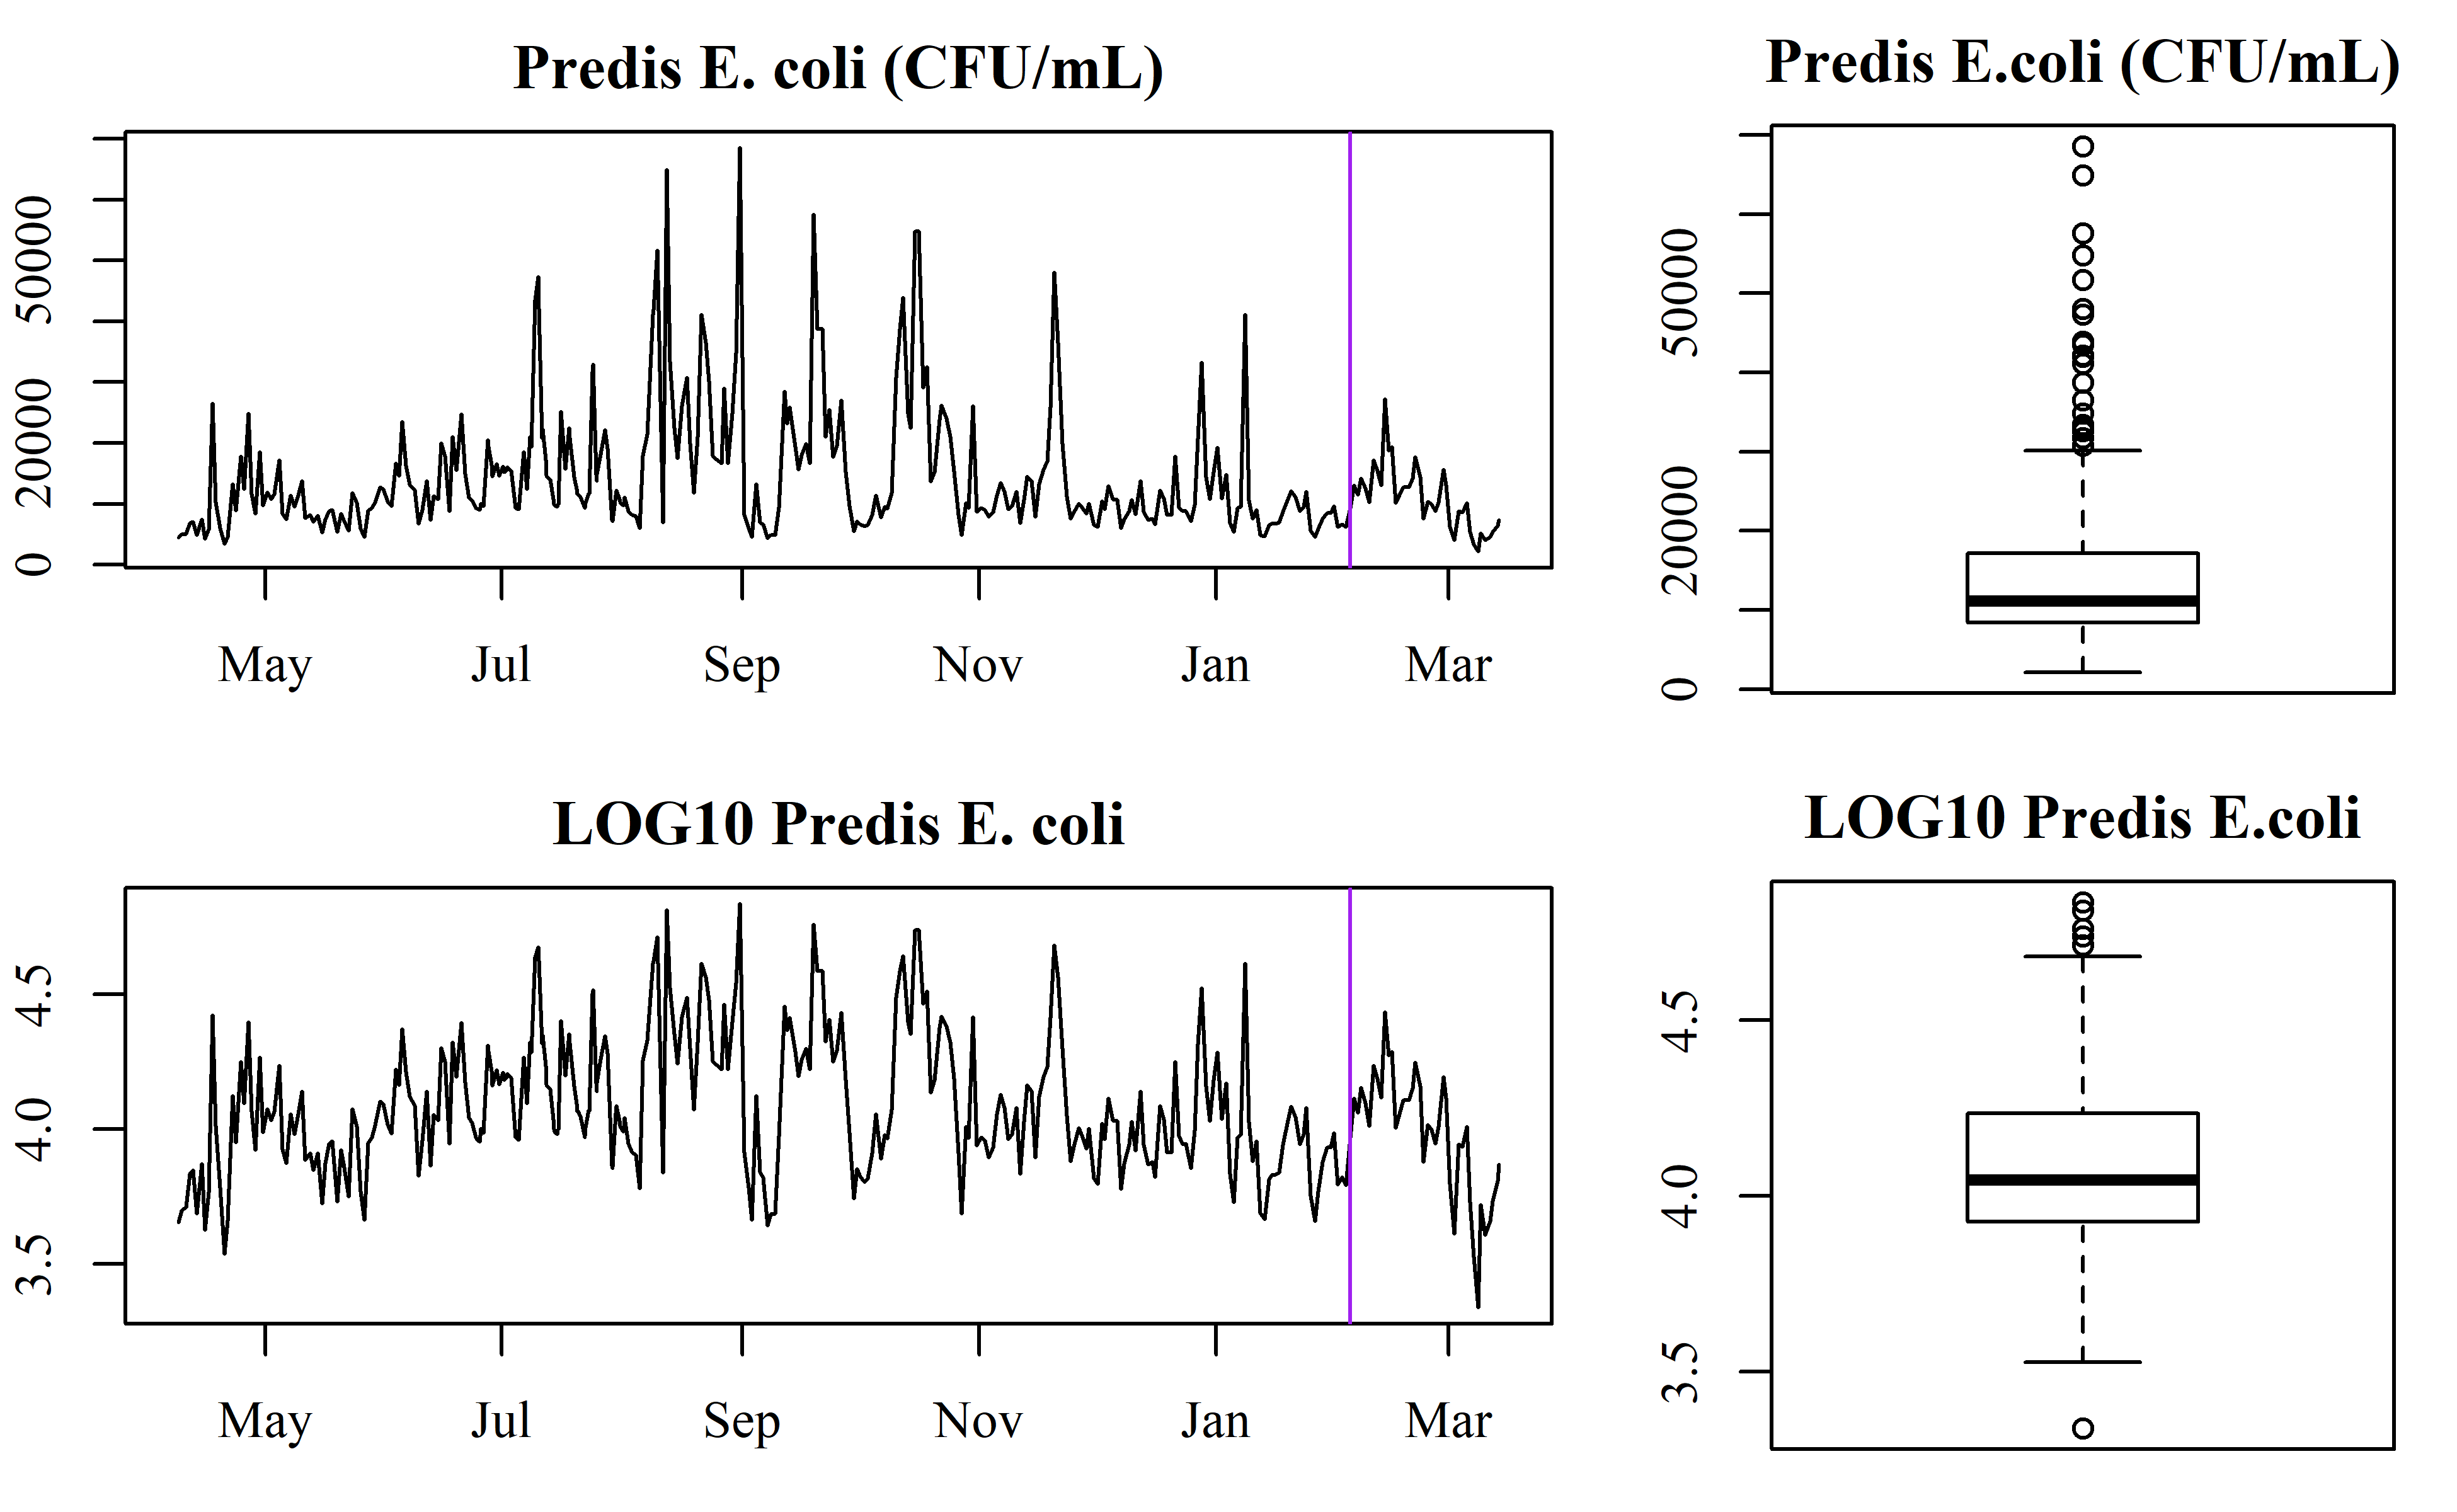 Predis E. coli (CFU/mL)
50000
20000
0
May Jul Sep Nov Jan Mar
Predis E.coli (CFU/mL)
50000
20000
0
LOG10 Predis E. coli
4.5
4.0
3.5
May Jul Sep Nov Jan Mar
LOG10 Predis E.coli
4.5
4.0
3.5